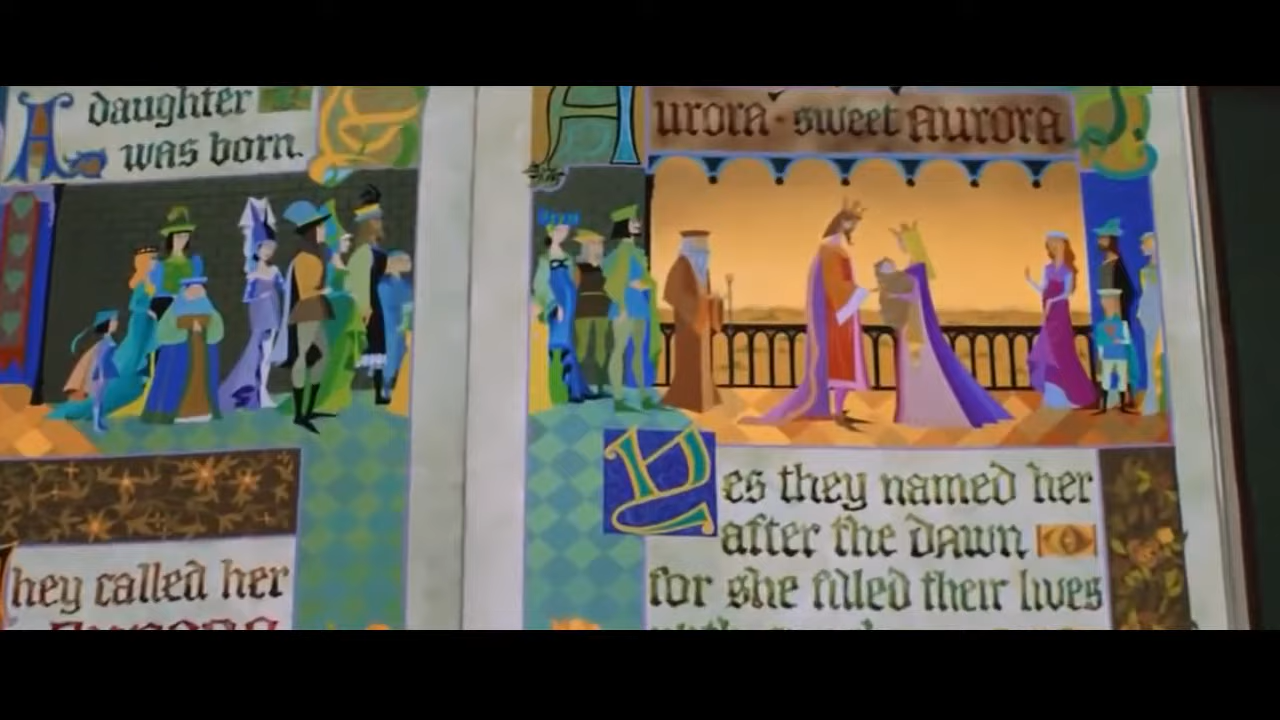 A daughter
was born.
They called her
Aurora
Aurora · sweet Aurora
Yes they named her
after the dawn
for she filled their lives